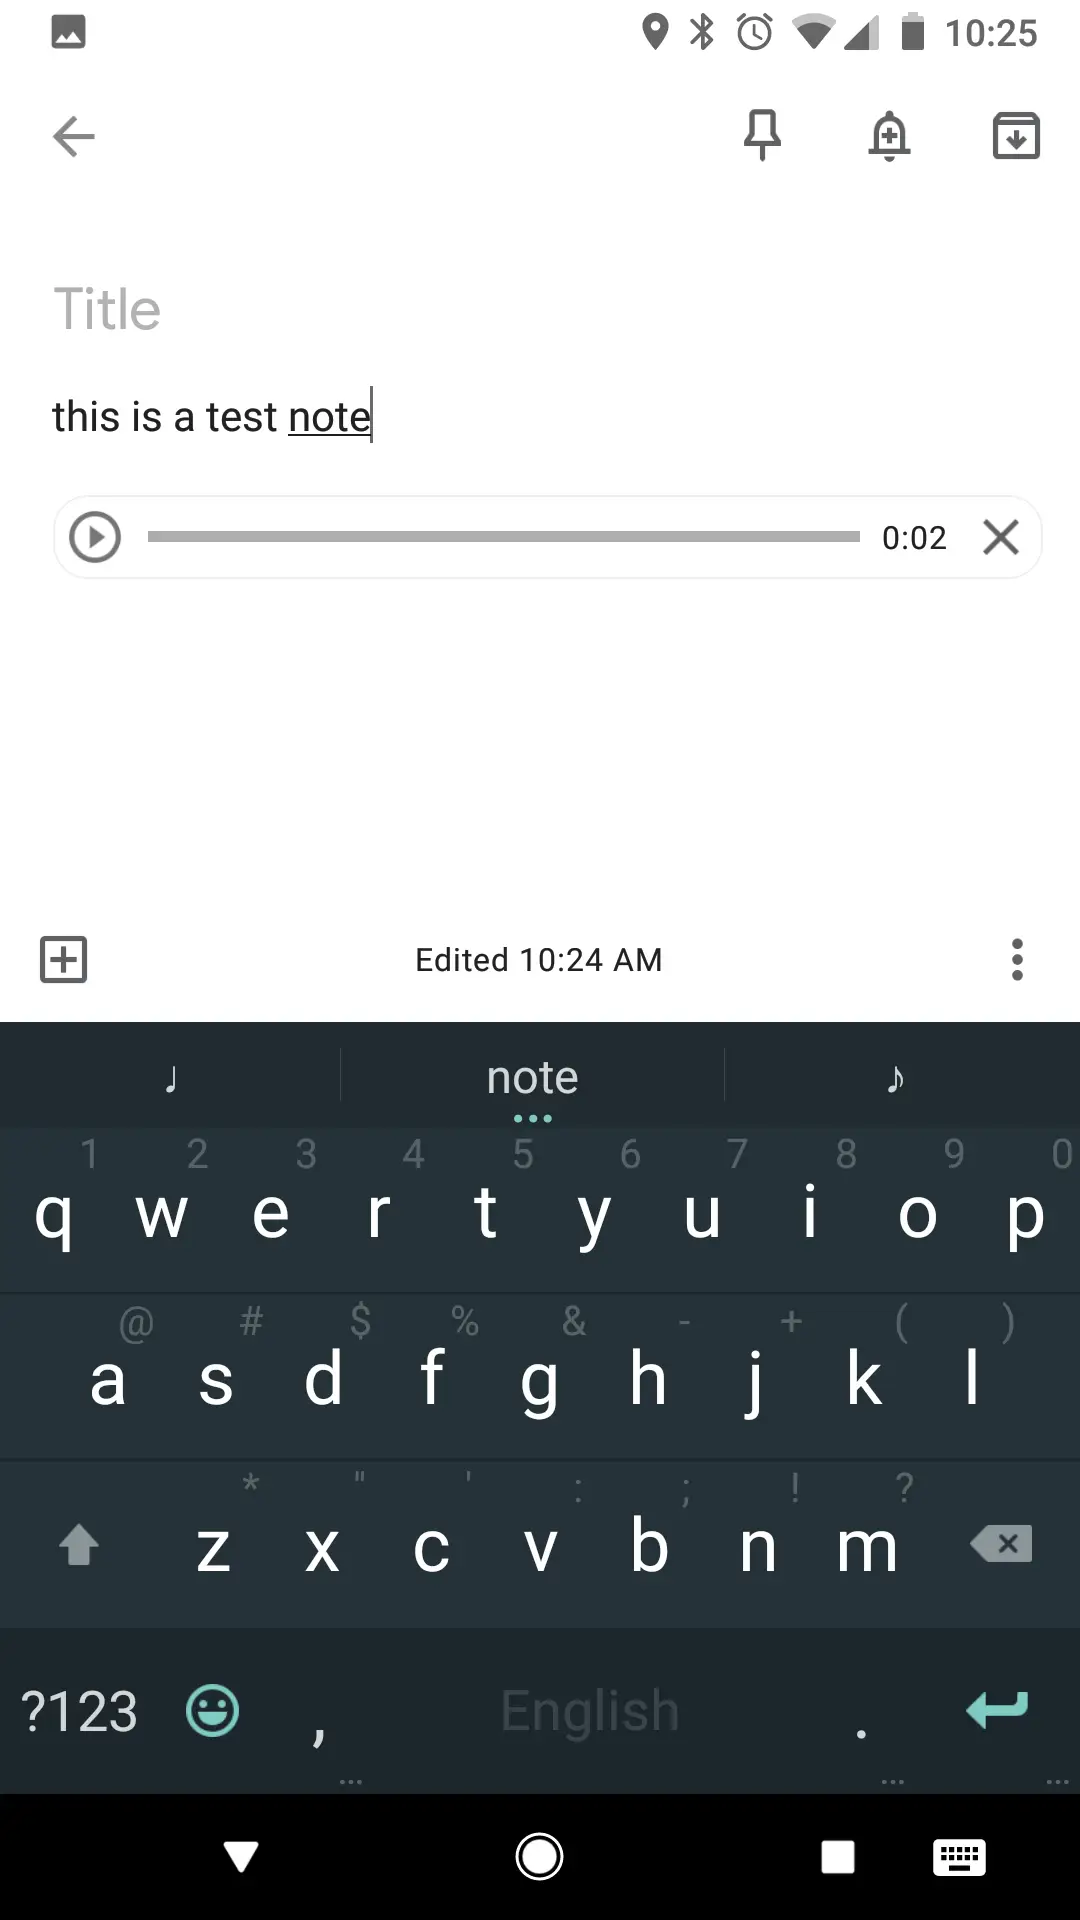 10:25
Title
this is a test note
0:02
Edited 10:24 AM
♩ note ♪
1 2 3 4 5 6 7 8 9 0
q w e r t y u i o p
@ # $ % & - + ( )
a s d f g h j k l
* " ' : ; ! ?
z x c v b n m
?123 , English .